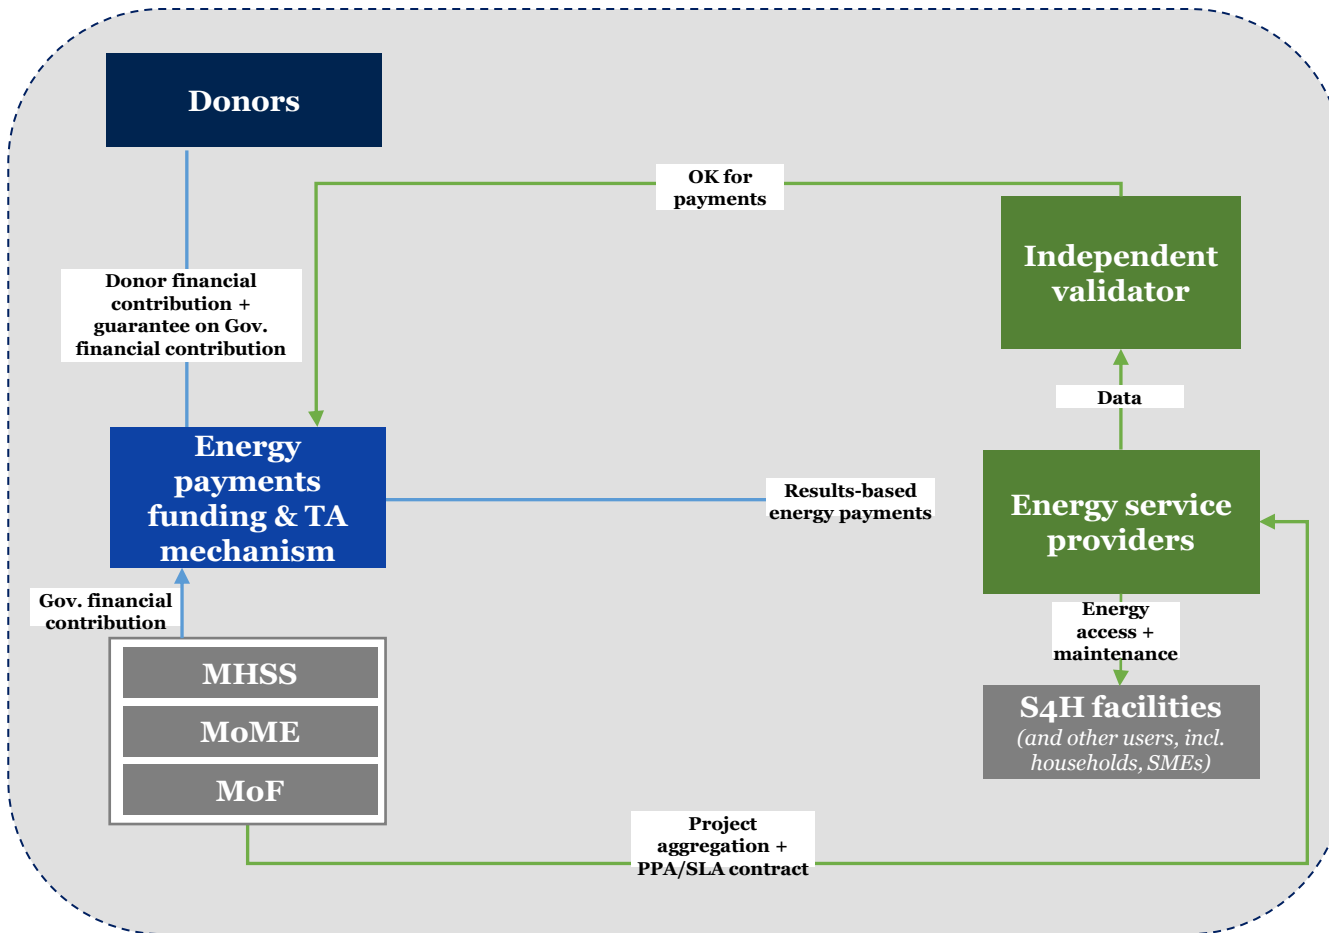 Donors
OK for
payments
Independent
validator
Donor financial
contribution +
guarantee on Gov.
financial contribution
Data
Energy
payments
funding & TA
mechanism
Results-based
energy payments
Energy service
providers
Gov. financial
contribution
Energy
access +
maintenance
MHSS
MoME
MoF
S4H facilities
(and other users, incl.
households, SMEs)
Project
aggregation +
PPA/SLA contract